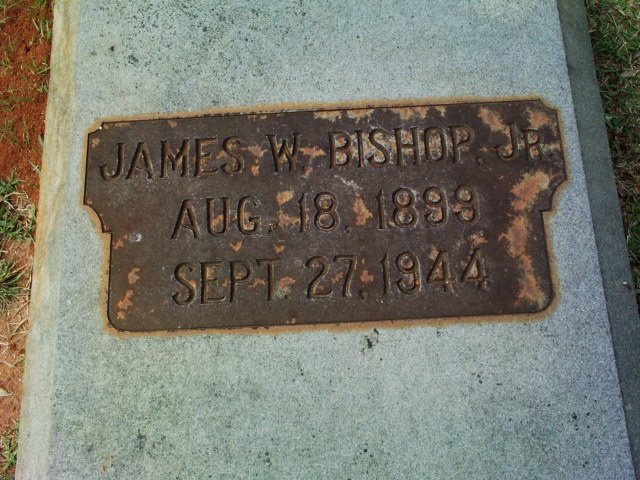 JAMES W. BISHOP, JR.
AUG. 18, 1899
SEPT. 27, 1944